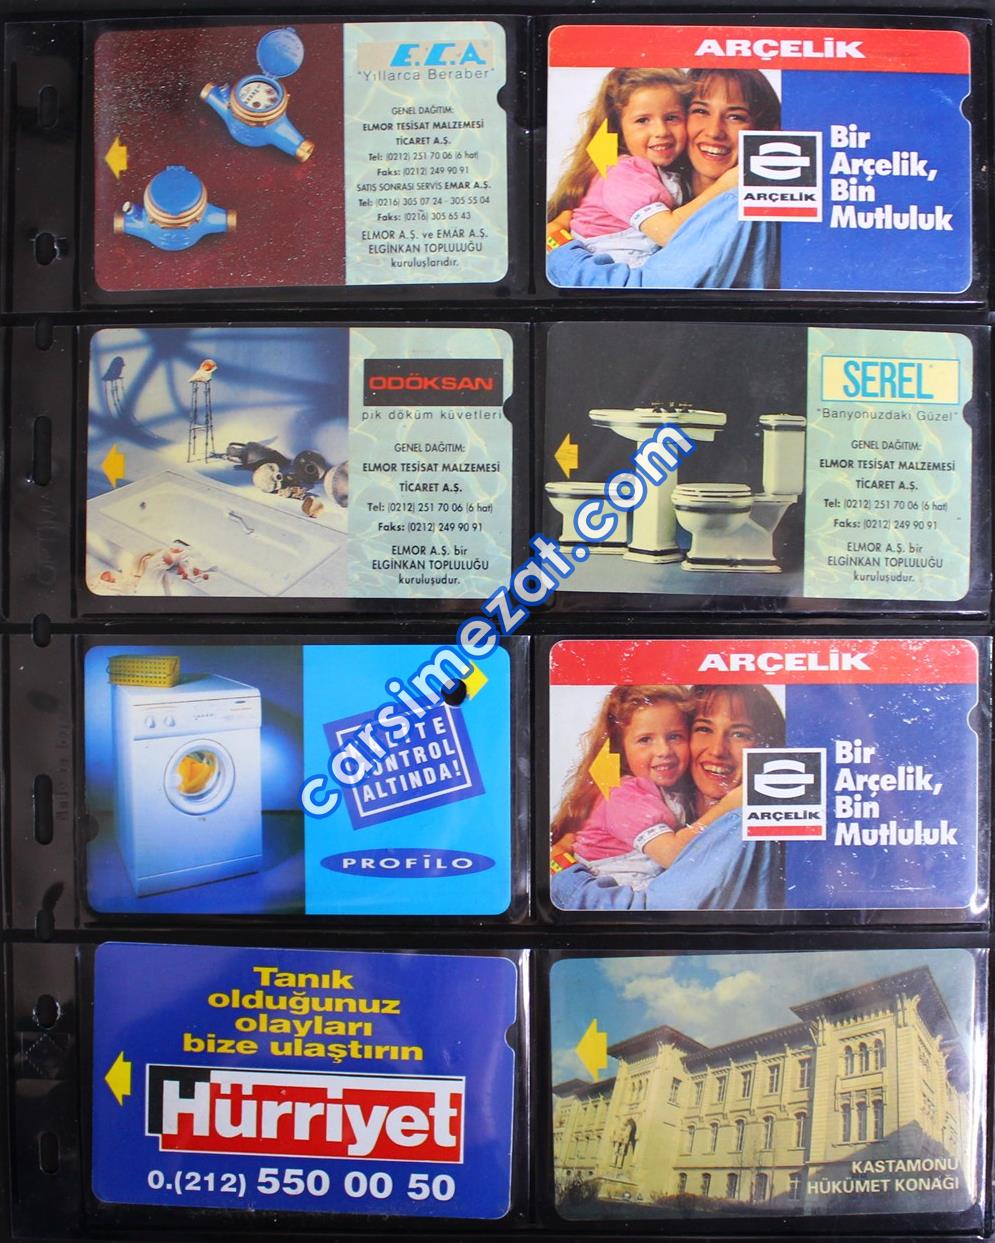 E.C.A
"Yıllarca Beraber"
GENEL DAĞITIM:
ELMOR TESİSAT MALZEMESİ
TİCARET A.Ş.
Tel: (0212) 251 70 06 (6 hat)
Faks: (0212) 249 90 91
SATIŞ SONRASI SERVİS EMAR A.Ş.
Tel: (0216) 305 07 24 - 305 55 04
Faks: (0216) 305 65 43
ELMOR A.Ş. ve EMAR A.Ş.
ELGİNKAN TOPLULUĞU
kuruluşlarıdır.
ARÇELİK
Bir
Arçelik,
Bin
Mutluluk
ARÇELİK
ODÖKSAN
pik döküm küvetleri
GENEL DAĞITIM:
ELMOR TESİSAT MALZEMESİ
TİCARET A.Ş.
Tel: (0212) 251 70 06 (6 hat)
Faks: (0212) 249 90 91
ELMOR A.Ş. bir
ELGİNKAN TOPLULUĞU
kuruluşudur.
SEREL
"Banyonuzdaki Güzel"
GENEL DAĞITIM:
ELMOR TESİSAT MALZEMESİ
TİCARET A.Ş.
Tel: (0212) 251 70 06 (6 hat)
Faks: (0212) 249 90 91
ELMOR A.Ş. bir
ELGİNKAN TOPLULUĞU
kuruluşudur.
ALTINDA!
PROFİLO
ARÇELİK
Bir
Arçelik,
Bin
Mutluluk
ARÇELİK
Tanık
olduğunuz
olayları
bize ulaştırın
Hürriyet
0.(212) 550 00 50
KASTAMONU
HÜKÜMET KONAĞI
carsimezat.com